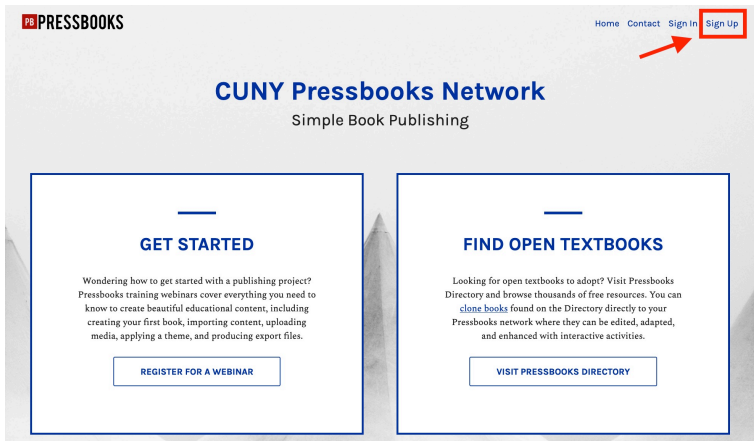 PB PRESSBOOKS
Home Contact Sign In Sign Up
CUNY Pressbooks Network
Simple Book Publishing
GET STARTED
Wondering how to get started with a publishing project?
Pressbooks training webinars cover everything you need to
know to create beautiful educational content, including
creating your first book, importing content, uploading
media, applying a theme, and producing export files.
REGISTER FOR A WEBINAR
FIND OPEN TEXTBOOKS
Looking for open textbooks to adopt? Visit Pressbooks
Directory and browse thousands of free resources. You can
clone books found on the Directory directly to your
Pressbooks network where they can be edited, adapted,
and enhanced with interactive activities.
VISIT PRESSBOOKS DIRECTORY